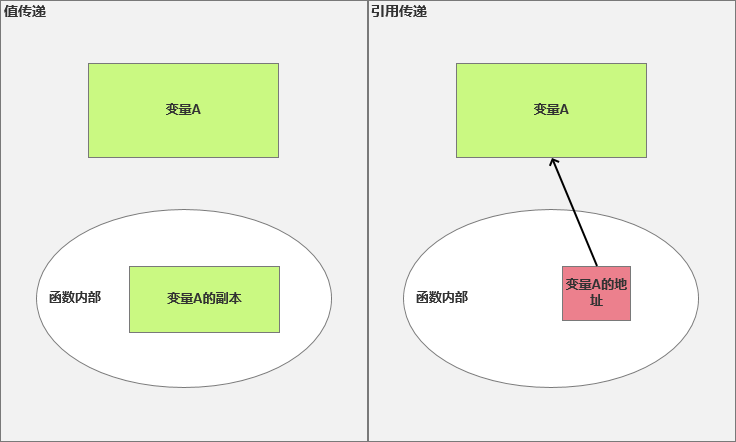 值传递
变量A
函数内部
变量A的副本
引用传递
变量A
函数内部
变量A的地
址